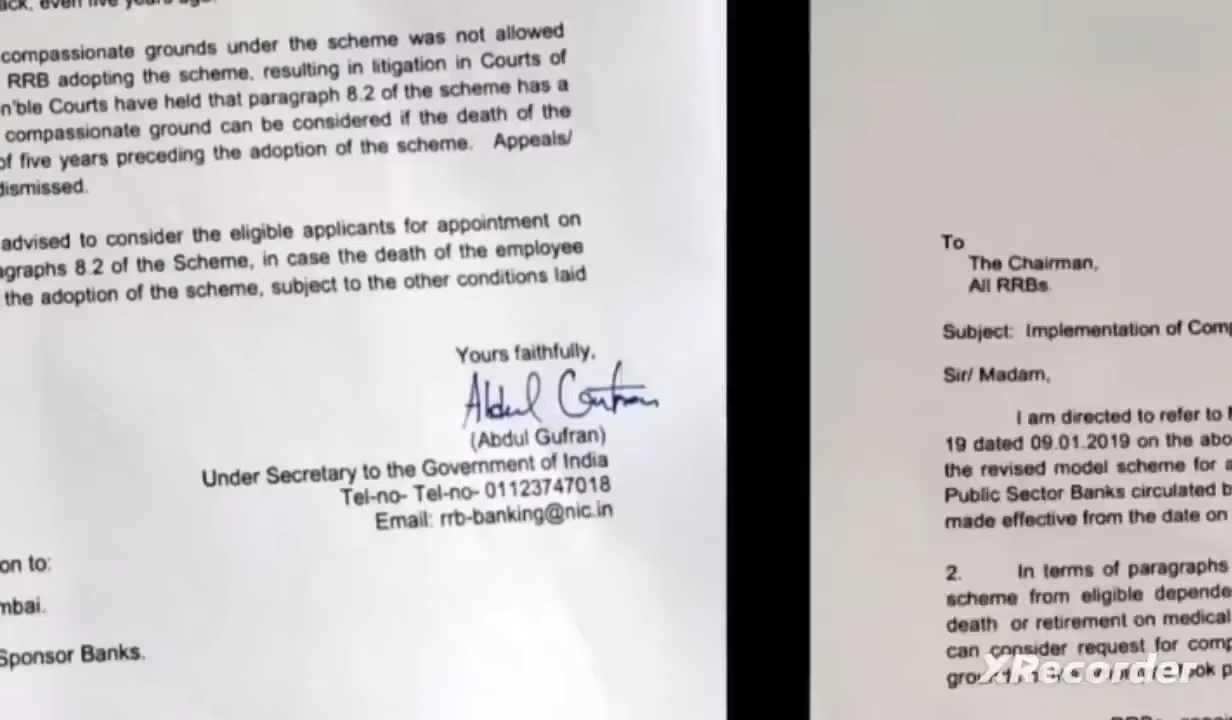 compassionate grounds under the scheme was not allowed
RRB adopting the scheme, resulting in litigation in Courts of
n'ble Courts have held that paragraph 8.2 of the scheme has a
compassionate ground can be considered if the death of the
of five years preceding the adoption of the scheme. Appeals/
dismissed.
advised to consider the eligible applicants for appointment on
agraphs 8.2 of the Scheme, in case the death of the employee
the adoption of the scheme, subject to the other conditions laid
Yours faithfully,
Abdul Gufran
(Abdul Gufran)
Under Secretary to the Government of India
Tel-no- Tel-no- 01123747018
Email: rrb-banking@nic.in
on to:
mbai.
Sponsor Banks.
To
The Chairman,
All RRBs
Subject: Implementation of Comp
Sir/ Madam,
I am directed to refer to
19 dated 09.01.2019 on the abo
the revised model scheme for a
Public Sector Banks circulated b
made effective from the date on
2. In terms of paragraphs
scheme from eligible depende
death or retirement on medical
can consider request for comp
XRecorder